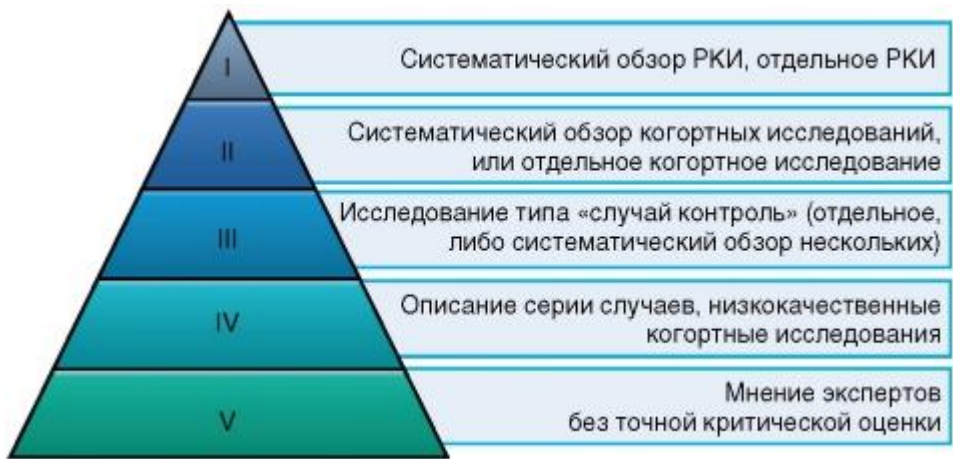 I
Систематический обзор РКИ, отдельное РКИ
II
Систематический обзор когортных исследований,
или отдельное когортное исследование
III
Исследование типа «случай контроль» (отдельное,
либо систематический обзор нескольких)
IV
Описание серии случаев, низкокачественные
когортные исследования
V
Мнение экспертов
без точной критической оценки